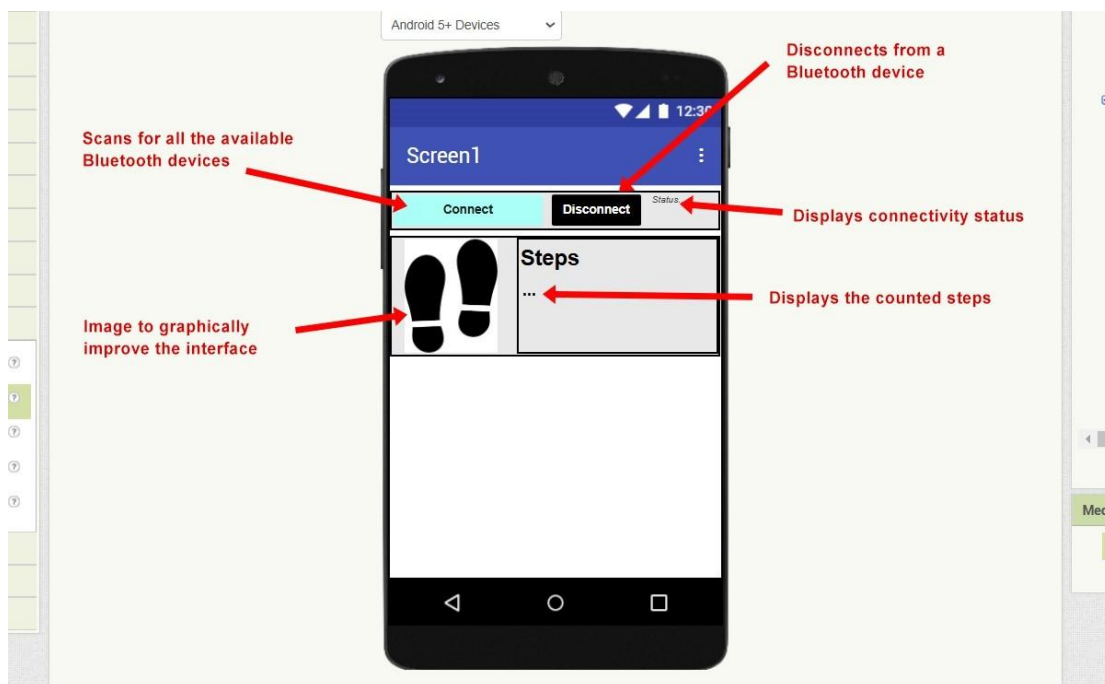 Android 5+ Devices
Disconnects from a
Bluetooth device
12:30
Scans for all the available
Bluetooth devices
Screen1
Connect
Disconnect
Status...
Displays connectivity status
Steps
...
Displays the counted steps
Image to graphically
improve the interface
Med